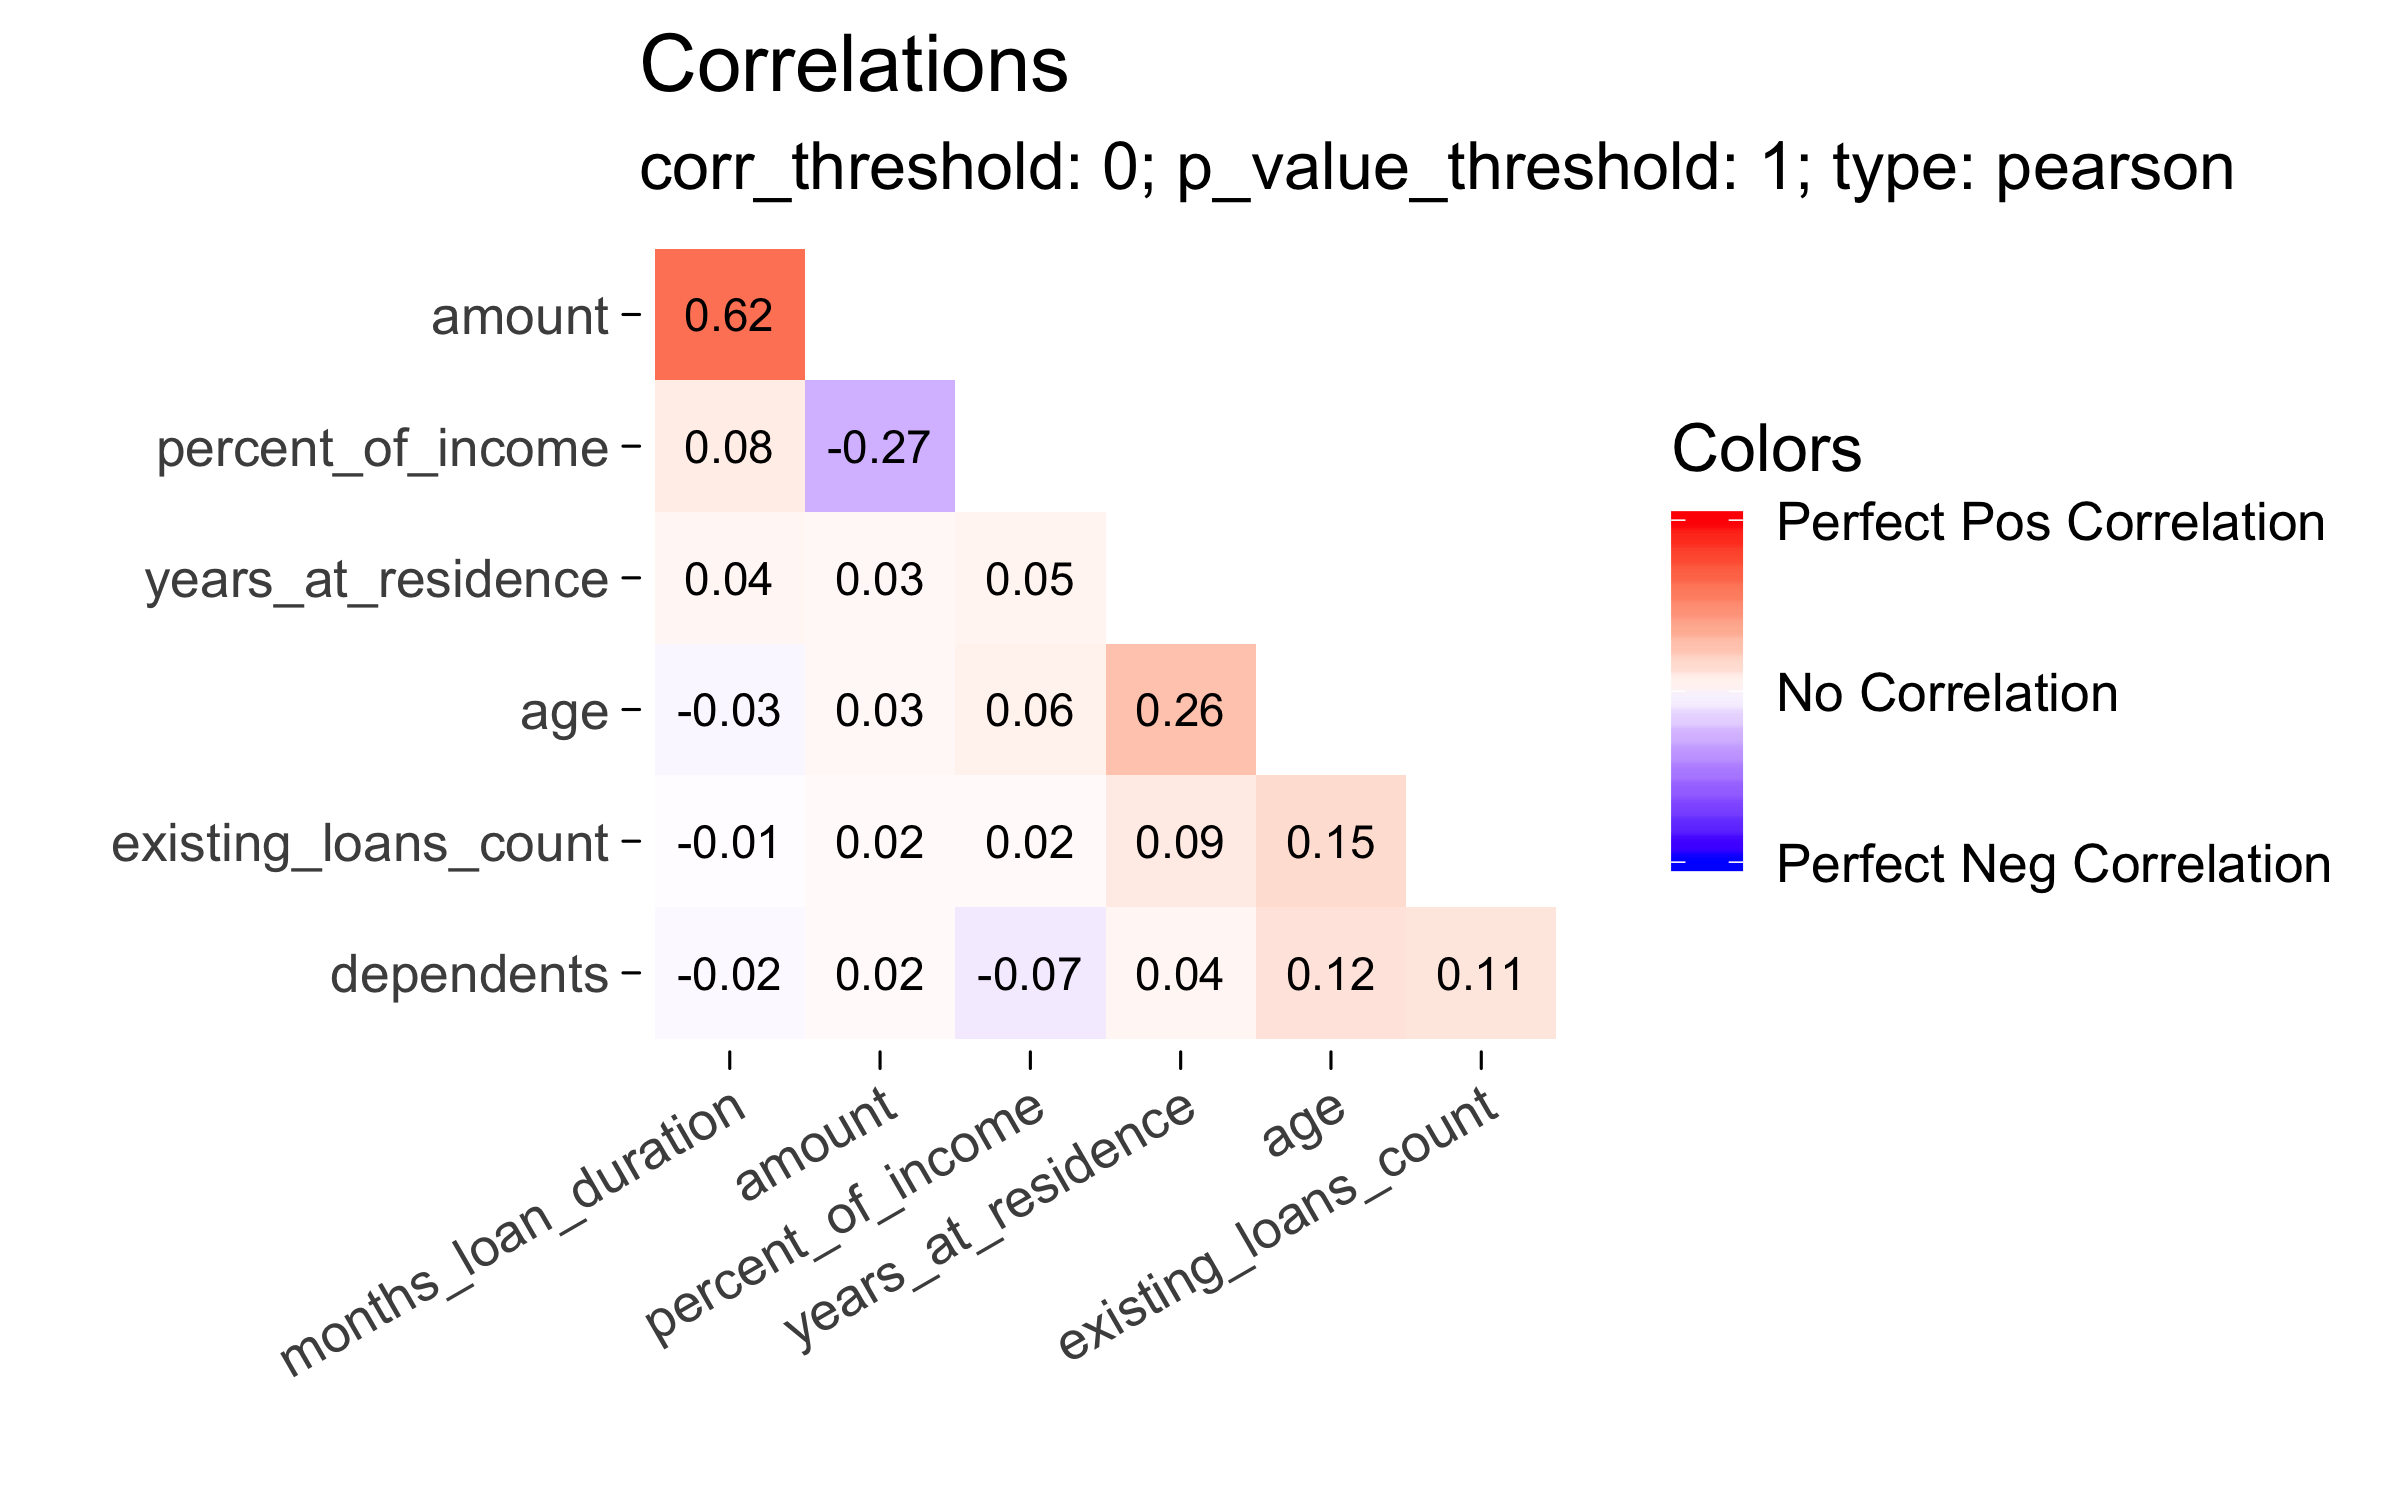 Correlations
corr_threshold: 0; p_value_threshold: 1; type: pearson
amount 0.62
percent_of_income 0.08 -0.27
years_at_residence 0.04 0.03 0.05
age -0.03 0.03 0.06 0.26
existing_loans_count -0.01 0.02 0.02 0.09 0.15
dependents -0.02 0.02 -0.07 0.04 0.12 0.11
months_loan_duration
amount
percent_of_income
years_at_residence
age
existing_loans_count
Colors
Perfect Pos Correlation
No Correlation
Perfect Neg Correlation